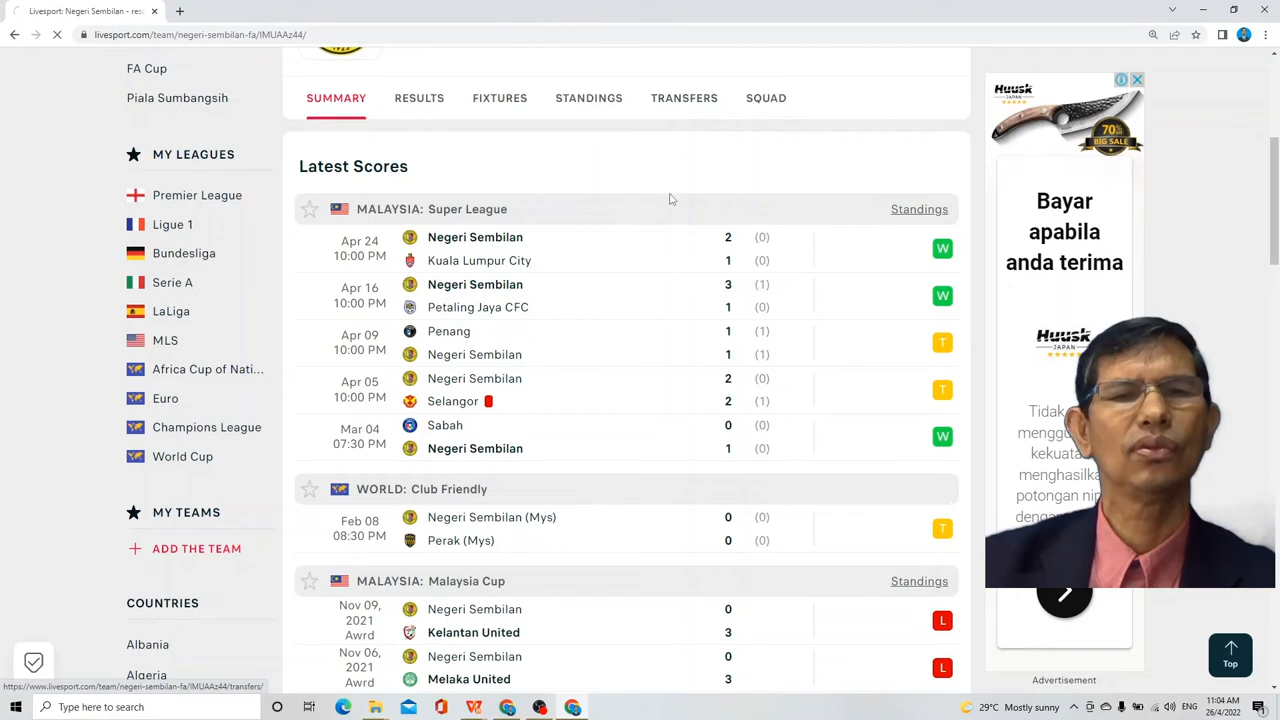 Livesport: Negeri Sembilan - res
livesport.com/team/negeri-sembilan-fa/IMUAAz44/
FA Cup
Piala Sumbangsih
MY LEAGUES
Premier League
Ligue 1
Bundesliga
Serie A
LaLiga
MLS
Africa Cup of Nati...
Euro
Champions League
World Cup
MY TEAMS
ADD THE TEAM
COUNTRIES
Albania
Algeria
SUMMARY RESULTS FIXTURES STANDINGS TRANSFERS SQUAD
Latest Scores
MALAYSIA: Super League Standings
Apr 24 10:00 PM
Negeri Sembilan 2 (0)
Kuala Lumpur City 1 (0)
W
Apr 16 10:00 PM
Negeri Sembilan 3 (1)
Petaling Jaya CFC 1 (0)
W
Apr 09 10:00 PM
Penang 1 (1)
Negeri Sembilan 1 (1)
T
Apr 05 10:00 PM
Negeri Sembilan 2 (0)
Selangor 2 (1)
T
Mar 04 07:30 PM
Sabah 0 (0)
Negeri Sembilan 1 (0)
W
WORLD: Club Friendly
Feb 08 08:30 PM
Negeri Sembilan (Mys) 0 (0)
Perak (Mys) 0 (0)
T
MALAYSIA: Malaysia Cup Standings
Nov 09, 2021 Awrd
Negeri Sembilan 0
Kelantan United 3
L
Nov 06, 2021 Awrd
Negeri Sembilan 0
Melaka United 3
L
Huusk
JAPAN
70%
BIG SALE
Bayar
apabila
anda terima
Huusk
JAPAN
Tidak
mengg
kekuata
menghasilka
potongan nip
denga
Top
Advertisement
https://www.livesport.com/team/negeri-sembilan-fa/IMUAAz44/transfers/
Type here to search
29°C Mostly sunny
11:04 AM
26/4/2022